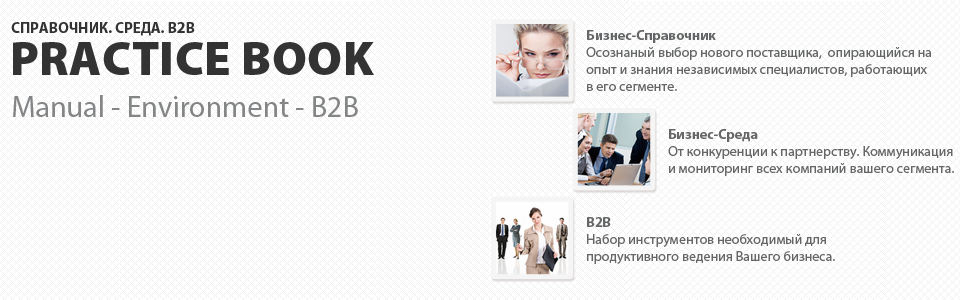 СПРАВОЧНИК. СРЕДА. B2B
PRACTICE BOOK
Manual - Environment - B2B
Бизнес-Справочник
Осознаный выбор нового поставщика, опирающийся на
опыт и знания независимых специалистов, работающих
в его сегменте.
Бизнес-Среда
От конкуренции к партнерству. Коммуникация
и мониторинг всех компаний вашего сегмента.
B2B
Набор инструментов необходимый для
продуктивного ведения Вашего бизнеса.